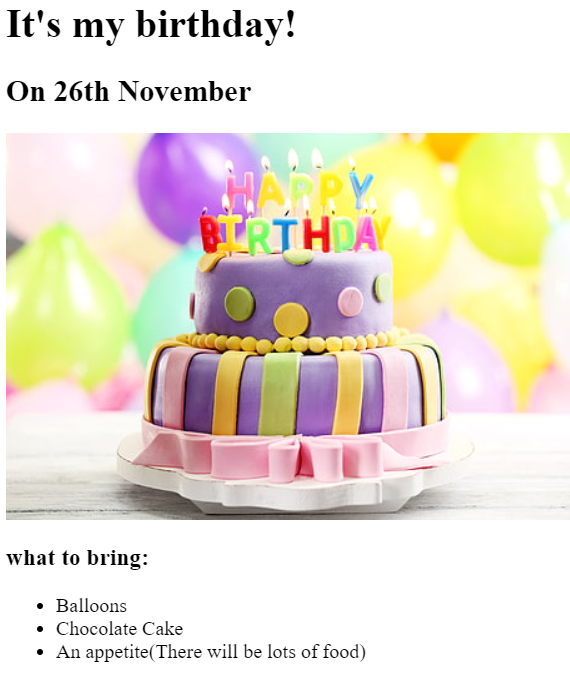 It's my birthday!
On 26th November
HAPPY
BIRTHDAY
what to bring:
Balloons
Chocolate Cake
An appetite(There will be lots of food)